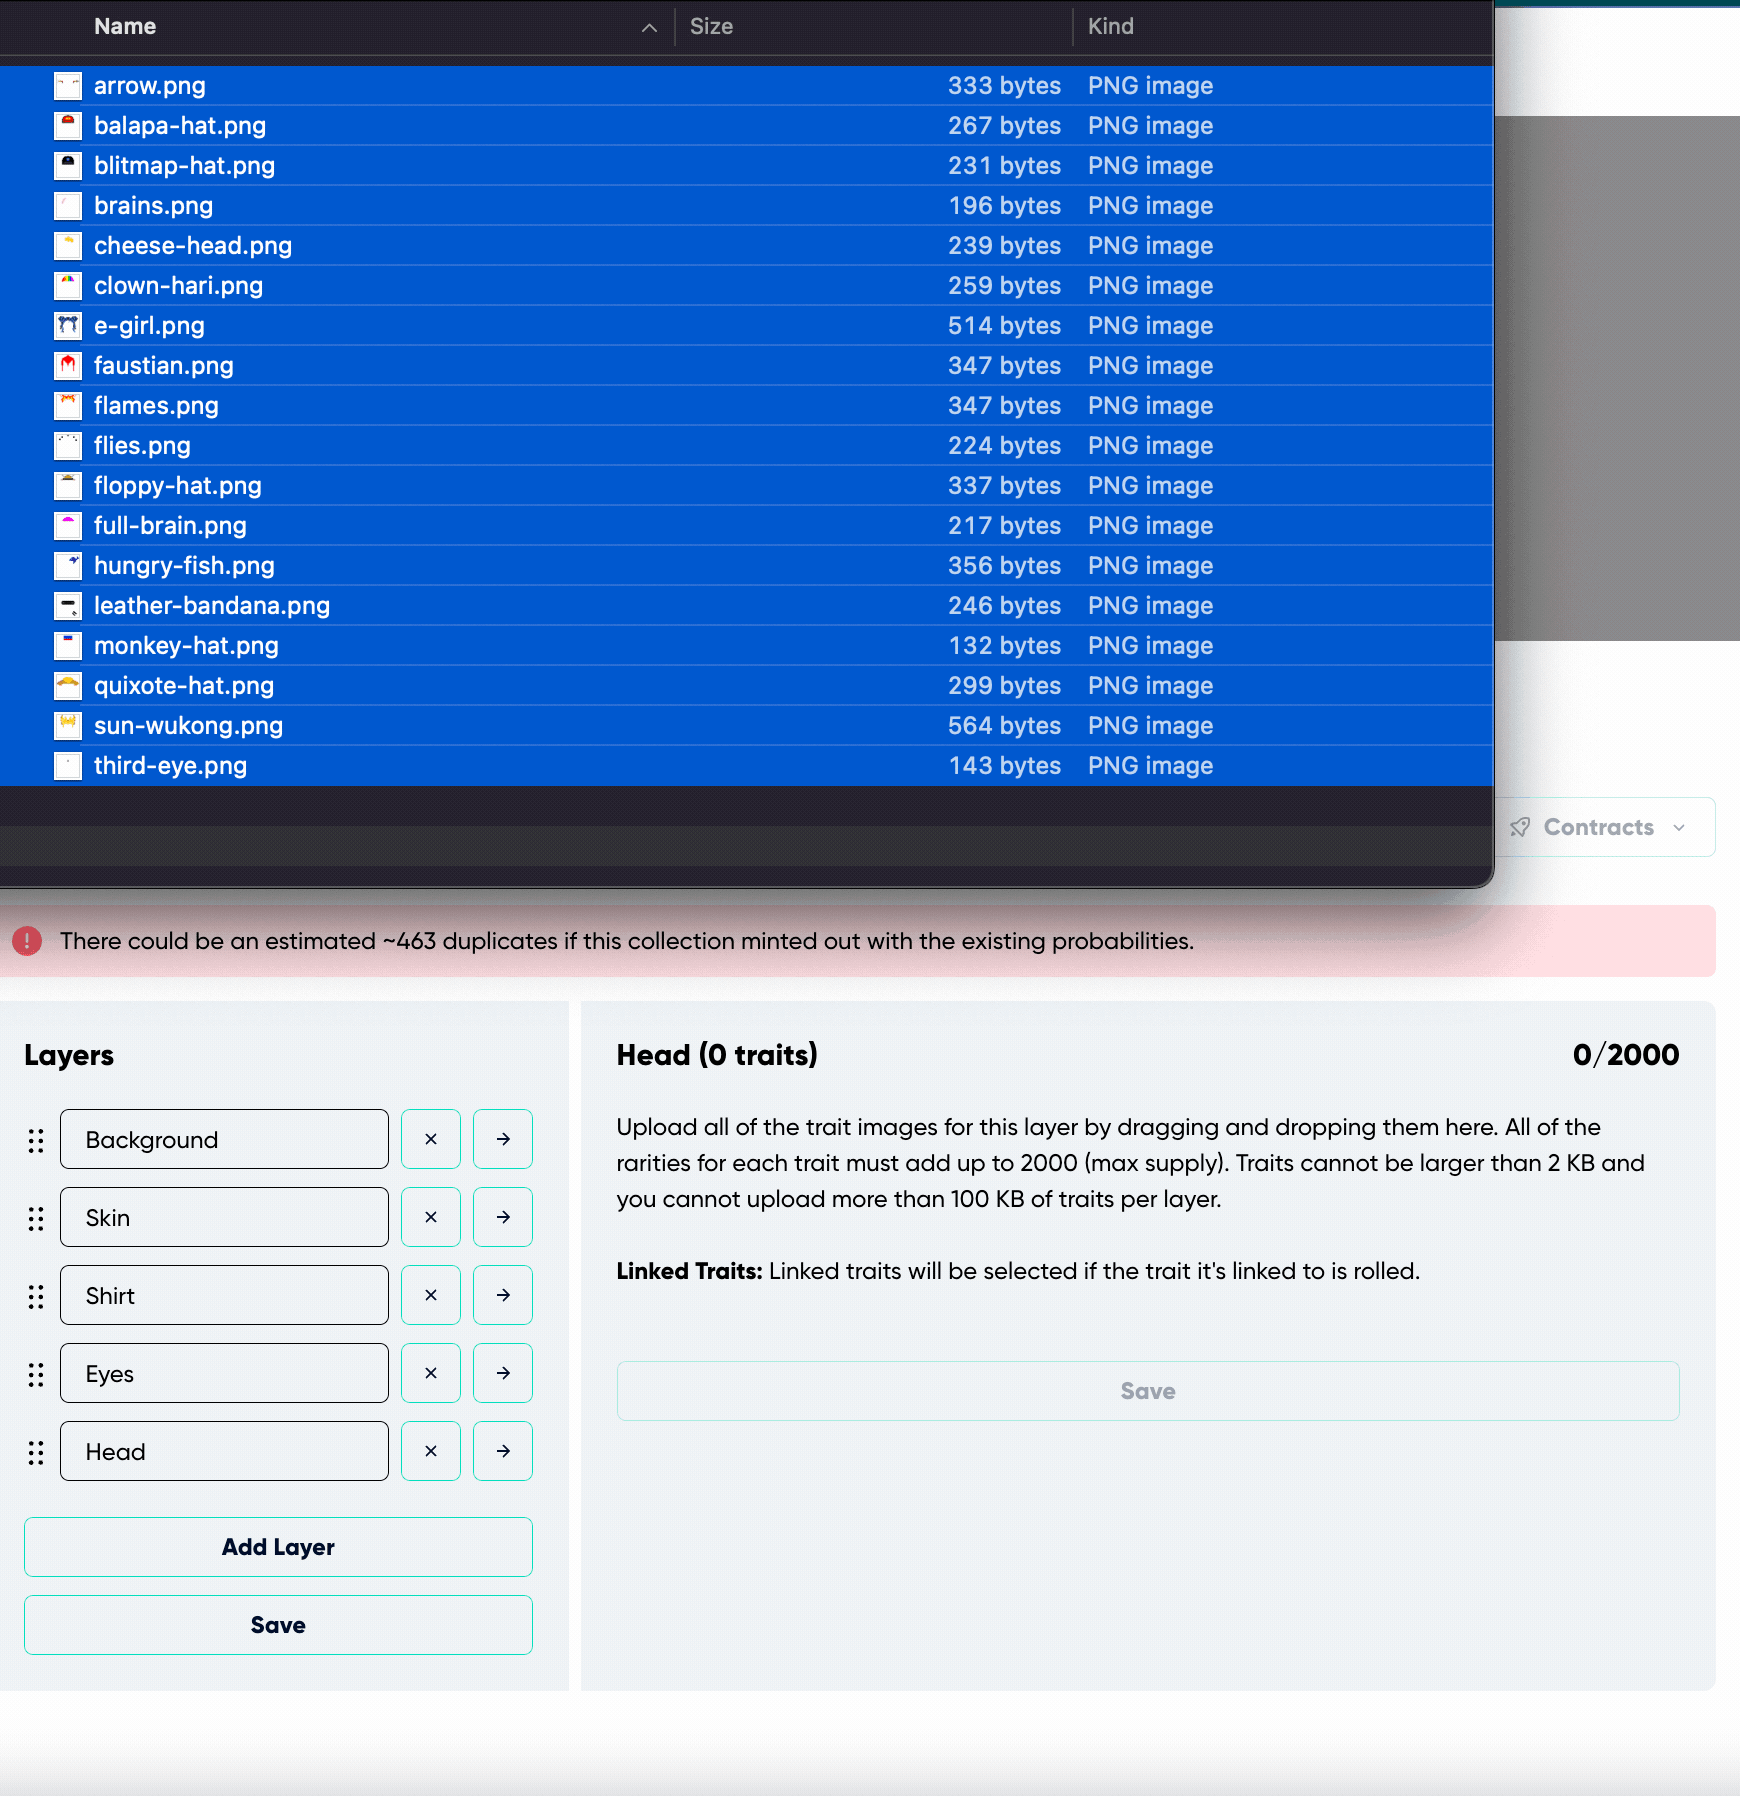 Name Size Kind
arrow.png 333 bytes PNG image
balapa-hat.png 267 bytes PNG image
blitmap-hat.png 231 bytes PNG image
brains.png 196 bytes PNG image
cheese-head.png 239 bytes PNG image
clown-hari.png 259 bytes PNG image
e-girl.png 514 bytes PNG image
faustian.png 347 bytes PNG image
flames.png 347 bytes PNG image
flies.png 224 bytes PNG image
floppy-hat.png 337 bytes PNG image
full-brain.png 217 bytes PNG image
hungry-fish.png 356 bytes PNG image
leather-bandana.png 246 bytes PNG image
monkey-hat.png 132 bytes PNG image
quixote-hat.png 299 bytes PNG image
sun-wukong.png 564 bytes PNG image
third-eye.png 143 bytes PNG image
Contracts
There could be an estimated ~463 duplicates if this collection minted out with the existing probabilities.
Layers
Background
Skin
Shirt
Eyes
Head
Add Layer
Save
Head (0 traits) 0/2000
Upload all of the trait images for this layer by dragging and dropping them here. All of the
rarities for each trait must add up to 2000 (max supply). Traits cannot be larger than 2 KB and
you cannot upload more than 100 KB of traits per layer.
Linked Traits: Linked traits will be selected if the trait it's linked to is rolled.
Save